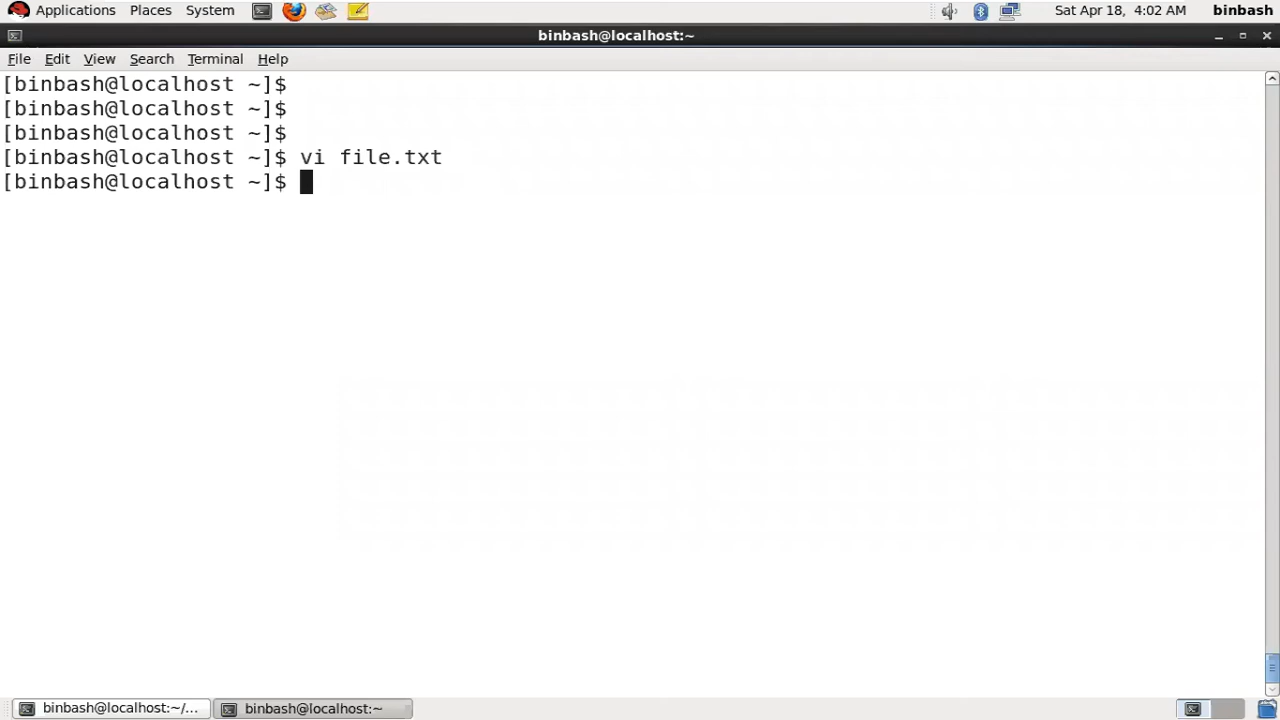 Applications Places System Sat Apr 18, 4:02 AM binbash
binbash@localhost:~
File Edit View Search Terminal Help
[binbash@localhost ~]$
[binbash@localhost ~]$
[binbash@localhost ~]$
[binbash@localhost ~]$ vi file.txt
[binbash@localhost ~]$
binbash@localhost:~/... binbash@localhost:~